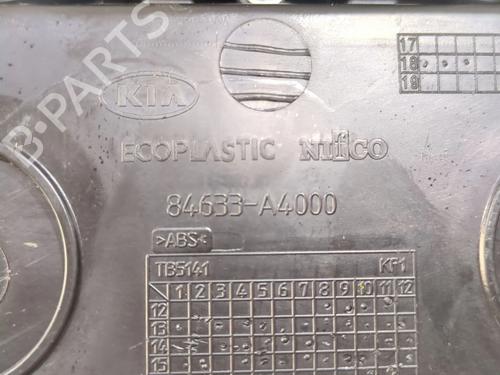 17
18
19
KIA
ECOPLASTIC NIFCO
84633-A4000
>ABS<
TB5141 KF1
1 2 3 4 5 6 7 8 9 10 11 12
12
13
14
15
B-PARTS